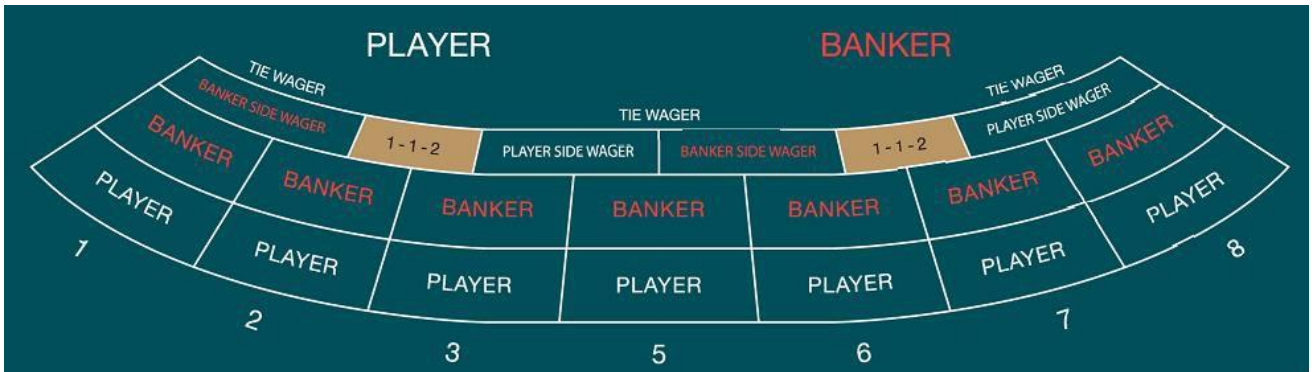 PLAYER BANKER
TIE WAGER TIE WAGER TIE WAGER
BANKER SIDE WAGER 1-1-2 PLAYER SIDE WAGER BANKER SIDE WAGER 1-1-2 PLAYER SIDE WAGER
BANKER BANKER BANKER BANKER BANKER BANKER BANKER
PLAYER PLAYER PLAYER PLAYER PLAYER PLAYER PLAYER
1 2 3 5 6 7 8